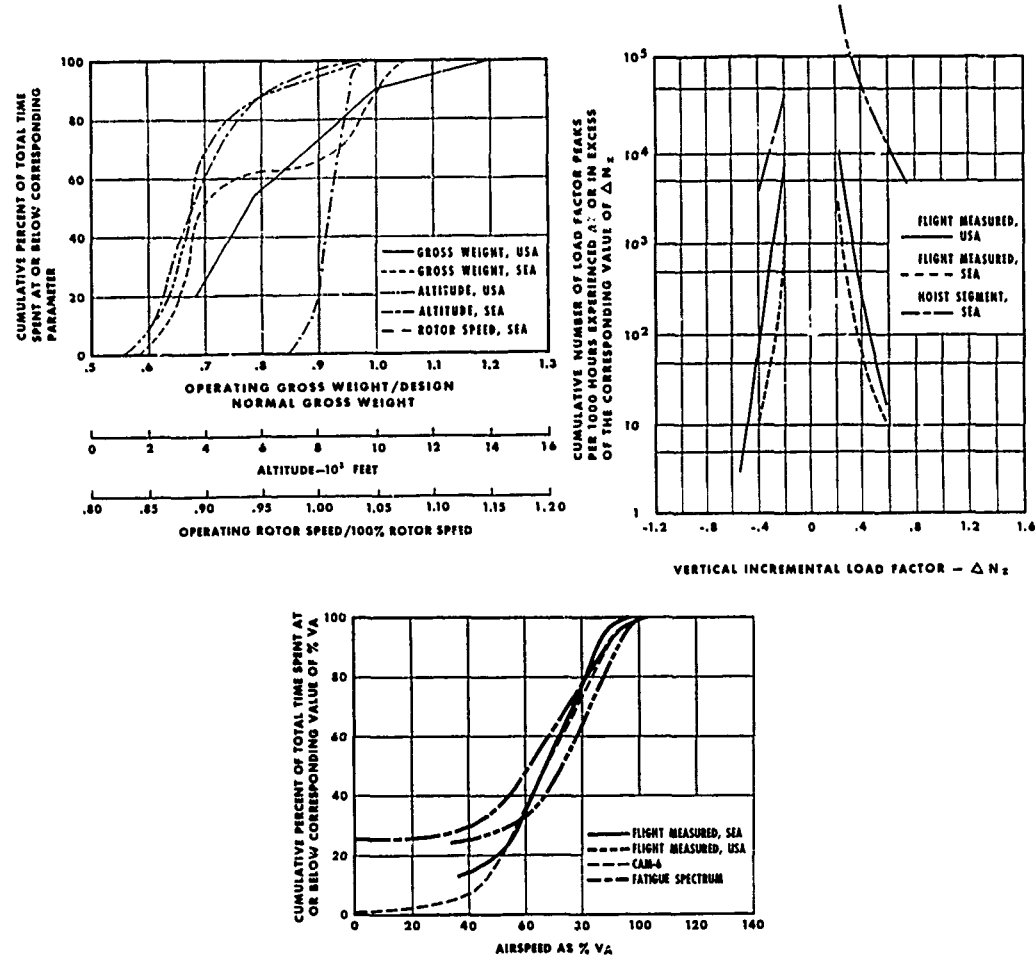 CUMULATIVE PERCENT OF TOTAL TIME
SPENT AT OR BELOW CORRESPONDING
PARAMETER
100
80
60
40
20
0
GROSS WEIGHT, USA
GROSS WEIGHT, SEA
ALTITUDE, USA
ALTITUDE, SEA
ROTOR SPEED, SEA
.5 .6 .7 .8 .9 1.0 1.1 1.2 1.3
OPERATING GROSS WEIGHT/DESIGN
NORMAL GROSS WEIGHT
0 2 4 6 8 10 12 14 16
ALTITUDE—10³ FEET
.80 .85 .90 .95 1.00 1.05 1.10 1.15 1.20
OPERATING ROTOR SPEED/100% ROTOR SPEED
CUMULATIVE NUMBER OF LOAD FACTOR PEAKS
PER 1000 HOURS EXPERIENCED AT OR IN EXCESS
OF THE CORRESPONDING VALUE OF △ N z
10⁵
10⁴
10³
10²
10
1
FLIGHT MEASURED,
USA
FLIGHT MEASURED,
SEA
HOIST SEGMENT,
SEA
-1.2 -.8 -.4 0 .4 .8 1.2 1.6
VERTICAL INCREMENTAL LOAD FACTOR — △ N z
CUMULATIVE PERCENT OF TOTAL TIME SPENT AT
OR BELOW CORRESPONDING VALUE OF % VA
100
80
60
40
20
0
FLIGHT MEASURED, SEA
FLIGHT MEASURED, USA
CAM-6
FATIGUE SPECTRUM
0 20 40 60 80 100 120 140
AIRSPEED AS % VA